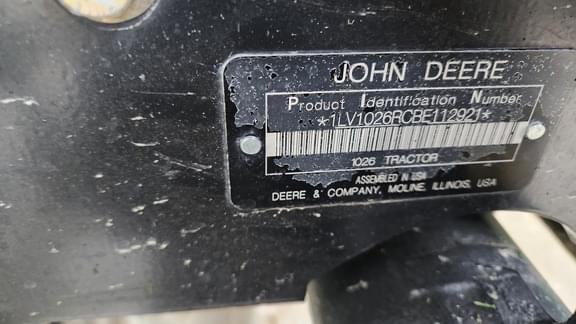 JOHN DEERE
Product Identification Number
*1LV1026RCBE112921*
1026 TRACTOR
ASSEMBLED IN USA
DEERE & COMPANY, MOLINE, ILLINOIS, USA